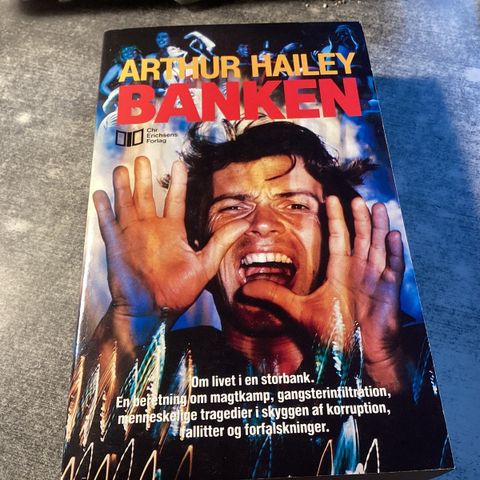 ARTHUR HAILEY
BANKEN
Chr
Erichsens
Forlag
Om livet i en storbank.
En beretning om magtkamp, gangsterinfiltration,
menneskelige tragedier i skyggen af korruption,
fallitter og forfalskninger.